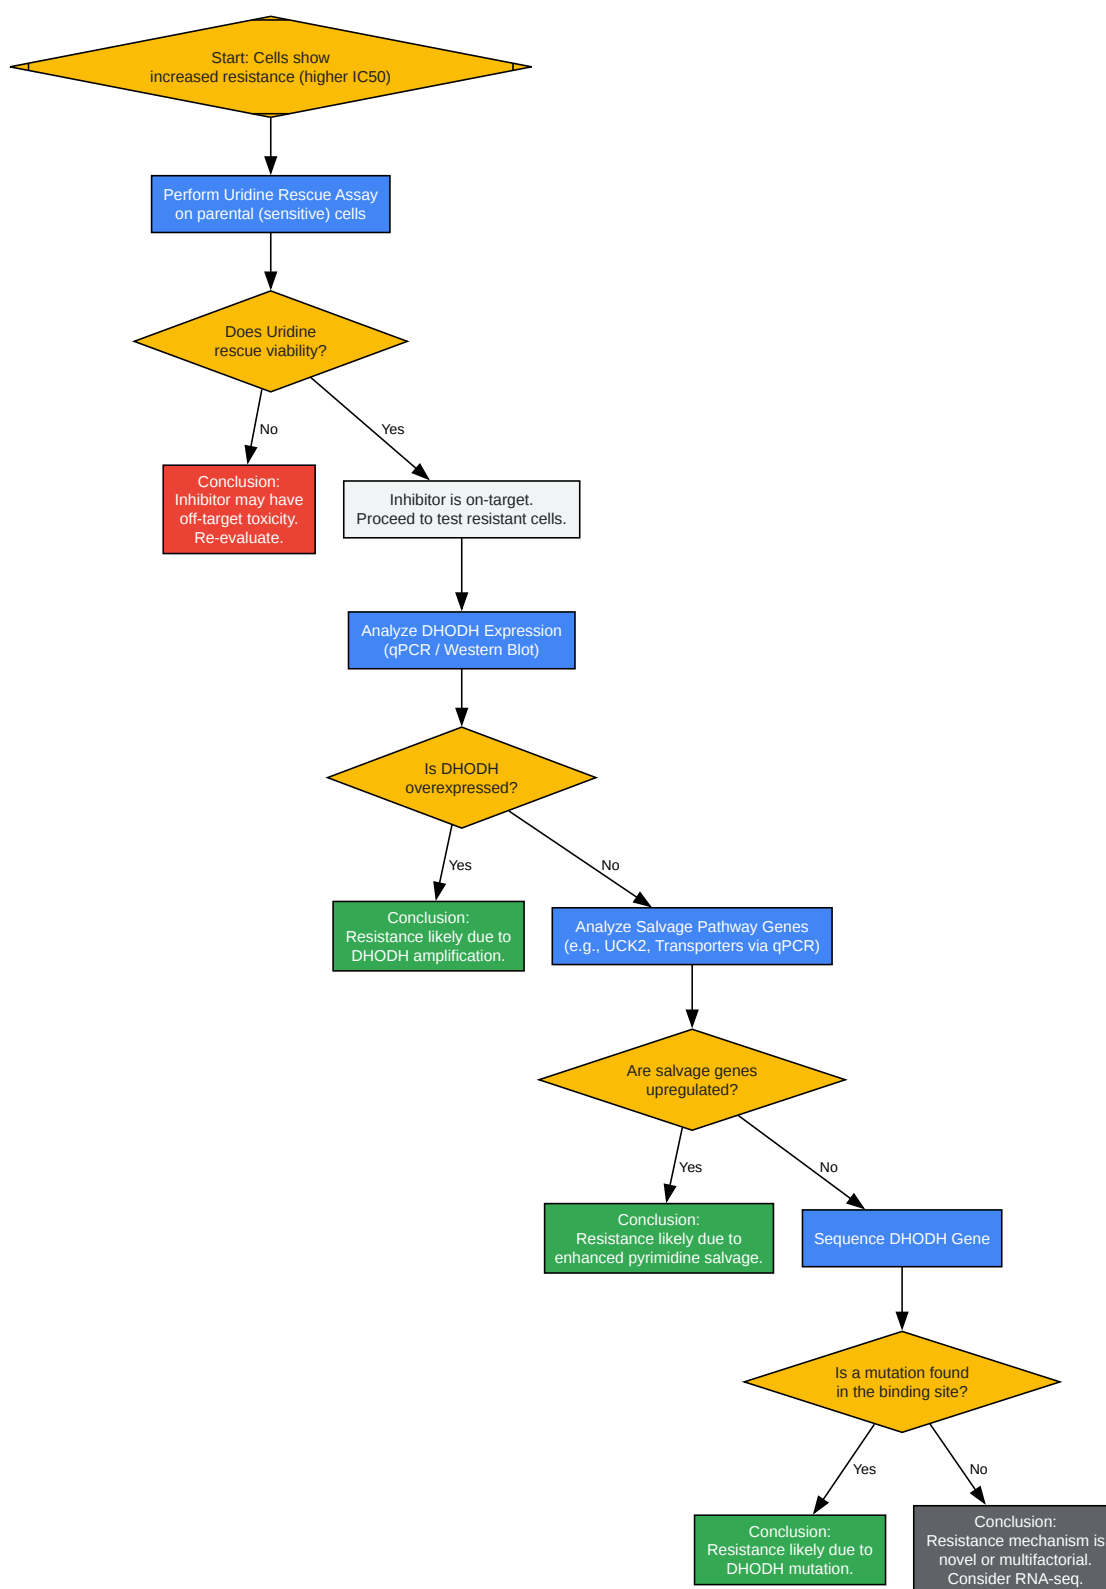 Start: Cells show
increased resistance (higher IC50)
Perform Uridine Rescue Assay
on parental (sensitive) cells
Does Uridine
rescue viability?
No
Yes
Conclusion:
Inhibitor may have
off-target toxicity.
Re-evaluate.
Inhibitor is on-target.
Proceed to test resistant cells.
Analyze DHODH Expression
(qPCR / Western Blot)
Is DHODH
overexpressed?
Yes
No
Conclusion:
Resistance likely due to
DHODH amplification.
Analyze Salvage Pathway Genes
(e.g., UCK2, Transporters via qPCR)
Are salvage genes
upregulated?
Yes
No
Conclusion:
Resistance likely due to
enhanced pyrimidine salvage.
Sequence DHODH Gene
Is a mutation found
in the binding site?
Yes
No
Conclusion:
Resistance likely due to
DHODH mutation.
Conclusion:
Resistance mechanism is
novel or multifactorial.
Consider RNA-seq.